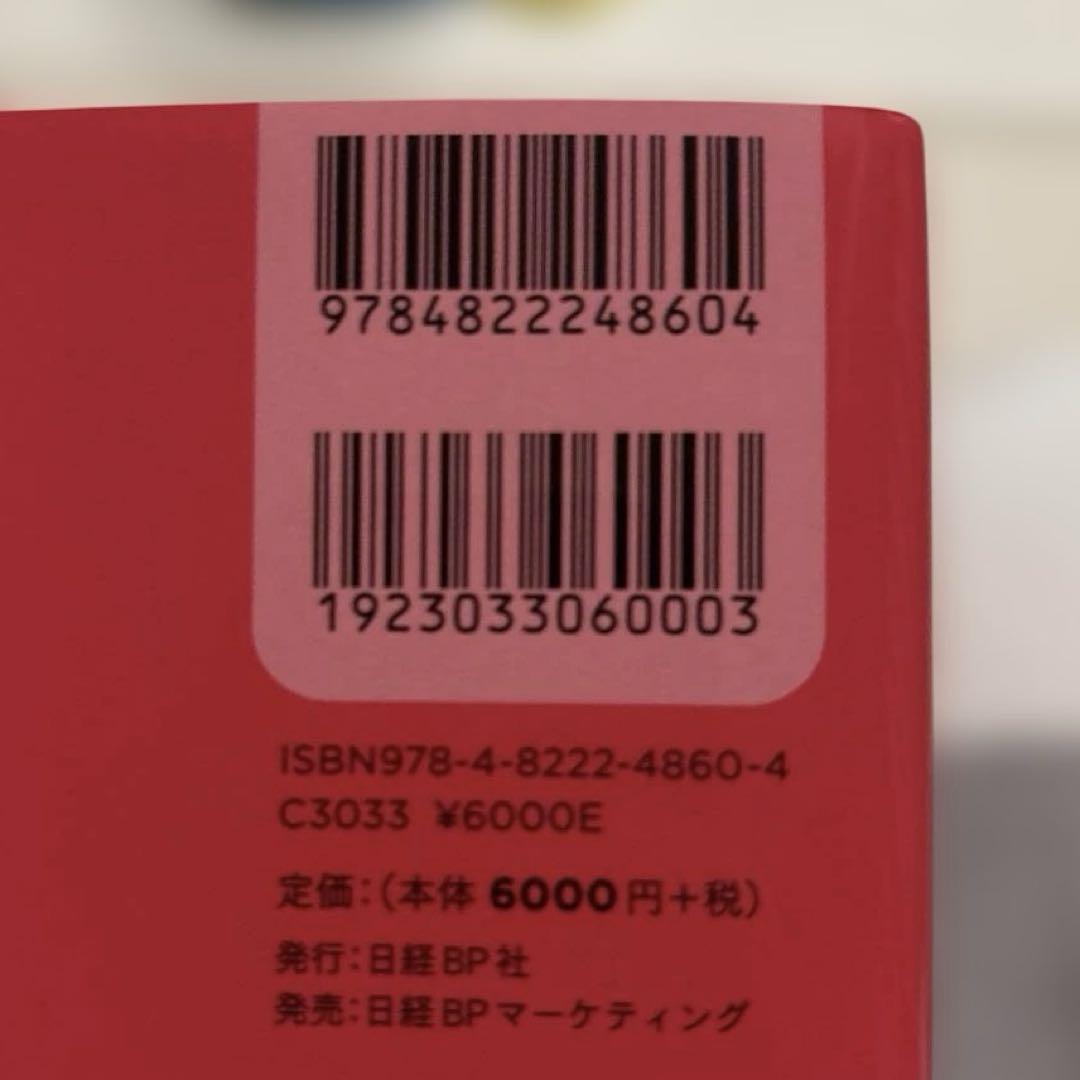 9784822248604
1923033060003
ISBN978-4-8222-4860-4
C3033 ¥6000E
定価：（本体 6000円＋税）
発行：日経BP社
発売：日経BPマーケティング